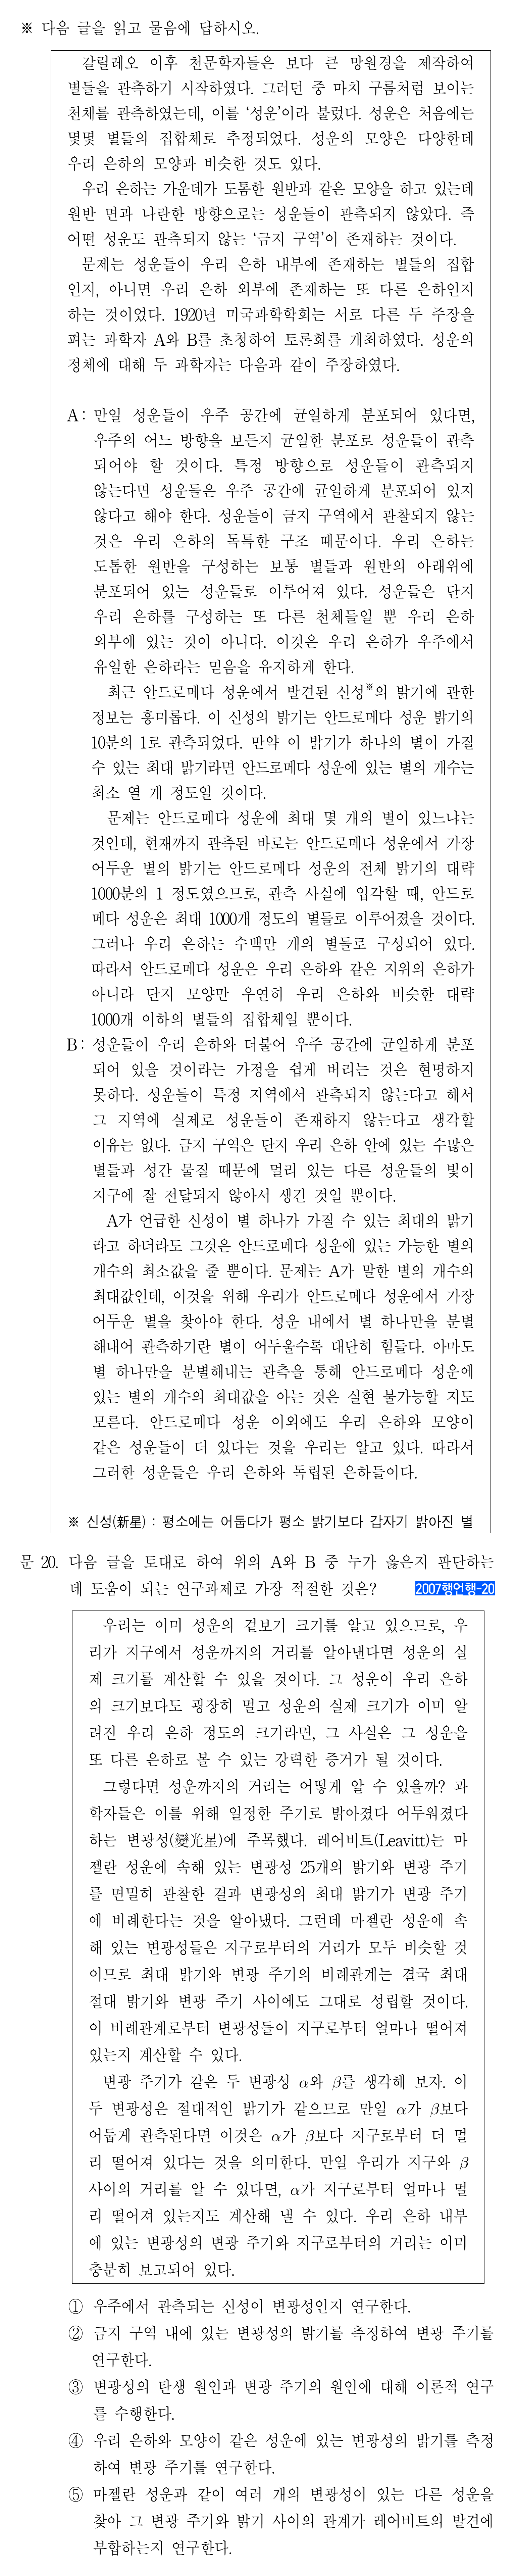 ※ 다음 글을 읽고 물음에 답하시오.
갈릴레오 이후 천문학자들은 보다 큰 망원경을 제작하여
별들을 관측하기 시작하였다. 그러던 중 마치 구름처럼 보이는
천체를 관측하였는데, 이를 ‘성운’이라 불렀다. 성운은 처음에는
몇몇 별들의 집합체로 추정되었다. 성운의 모양은 다양한데
우리 은하의 모양과 비슷한 것도 있다.
우리 은하는 가운데가 도톰한 원반과 같은 모양을 하고 있는데
원반 면과 나란한 방향으로는 성운들이 관측되지 않았다. 즉
어떤 성운도 관측되지 않는 ‘금지 구역’이 존재하는 것이다.
문제는 성운들이 우리 은하 내부에 존재하는 별들의 집합
인지, 아니면 우리 은하 외부에 존재하는 또 다른 은하인지
하는 것이었다. 1920년 미국과학학회는 서로 다른 두 주장을
펴는 과학자 A와 B를 초청하여 토론회를 개최하였다. 성운의
정체에 대해 두 과학자는 다음과 같이 주장하였다.
A : 만일 성운들이 우주 공간에 균일하게 분포되어 있다면,
우주의 어느 방향을 보든지 균일한 분포로 성운들이 관측
되어야 할 것이다. 특정 방향으로 성운들이 관측되지
않는다면 성운들은 우주 공간에 균일하게 분포되어 있지
않다고 해야 한다. 성운들이 금지 구역에서 관찰되지 않는
것은 우리 은하의 독특한 구조 때문이다. 우리 은하는
도톰한 원반을 구성하는 보통 별들과 원반의 아래위에
분포되어 있는 성운들로 이루어져 있다. 성운들은 단지
우리 은하를 구성하는 또 다른 천체들일 뿐 우리 은하
외부에 있는 것이 아니다. 이것은 우리 은하가 우주에서
유일한 은하라는 믿음을 유지하게 한다.
최근 안드로메다 성운에서 발견된 신성※의 밝기에 관한
정보는 흥미롭다. 이 신성의 밝기는 안드로메다 성운 밝기의
10분의 1로 관측되었다. 만약 이 밝기가 하나의 별이 가질
수 있는 최대 밝기라면 안드로메다 성운에 있는 별의 개수는
최소 열 개 정도일 것이다.
문제는 안드로메다 성운에 최대 몇 개의 별이 있느냐는
것인데, 현재까지 관측된 바로는 안드로메다 성운에서 가장
어두운 별의 밝기는 안드로메다 성운의 전체 밝기의 대략
1000분의 1 정도였으므로, 관측 사실에 입각할 때, 안드로
메다 성운은 최대 1000개 정도의 별들로 이루어졌을 것이다.
그러나 우리 은하는 수백만 개의 별들로 구성되어 있다.
따라서 안드로메다 성운은 우리 은하와 같은 지위의 은하가
아니라 단지 모양만 우연히 우리 은하와 비슷한 대략
1000개 이하의 별들의 집합체일 뿐이다.
B : 성운들이 우리 은하와 더불어 우주 공간에 균일하게 분포
되어 있을 것이라는 가정을 쉽게 버리는 것은 현명하지
못하다. 성운들이 특정 지역에서 관측되지 않는다고 해서
그 지역에 실제로 성운들이 존재하지 않는다고 생각할
이유는 없다. 금지 구역은 단지 우리 은하 안에 있는 수많은
별들과 성간 물질 때문에 멀리 있는 다른 성운들의 빛이
지구에 잘 전달되지 않아서 생긴 것일 뿐이다.
A가 언급한 신성이 별 하나가 가질 수 있는 최대의 밝기
라고 하더라도 그것은 안드로메다 성운에 있는 가능한 별의
개수의 최소값을 줄 뿐이다. 문제는 A가 말한 별의 개수의
최대값인데, 이것을 위해 우리가 안드로메다 성운에서 가장
어두운 별을 찾아야 한다. 성운 내에서 별 하나만을 분별
해내어 관측하기란 별이 어두울수록 대단히 힘들다. 아마도
별 하나만을 분별해내는 관측을 통해 안드로메다 성운에
있는 별의 개수의 최대값을 아는 것은 실현 불가능할 지도
모른다. 안드로메다 성운 이외에도 우리 은하와 모양이
같은 성운들이 더 있다는 것을 우리는 알고 있다. 따라서
그러한 성운들은 우리 은하와 독립된 은하들이다.
※ 신성(新星) : 평소에는 어둡다가 평소 밝기보다 갑자기 밝아진 별
문 20. 다음 글을 토대로 하여 위의 A와 B 중 누가 옳은지 판단하는
데 도움이 되는 연구과제로 가장 적절한 것은? 2007행언행-20
우리는 이미 성운의 겉보기 크기를 알고 있으므로, 우
리가 지구에서 성운까지의 거리를 알아낸다면 성운의 실
제 크기를 계산할 수 있을 것이다. 그 성운이 우리 은하
의 크기보다도 굉장히 멀고 성운의 실제 크기가 이미 알
려진 우리 은하 정도의 크기라면, 그 사실은 그 성운을
또 다른 은하로 볼 수 있는 강력한 증거가 될 것이다.
그렇다면 성운까지의 거리는 어떻게 알 수 있을까? 과
학자들은 이를 위해 일정한 주기로 밝아졌다 어두워졌다
하는 변광성(變光星)에 주목했다. 레어비트(Leavitt)는 마
젤란 성운에 속해 있는 변광성 25개의 밝기와 변광 주기
를 면밀히 관찰한 결과 변광성의 최대 밝기가 변광 주기
에 비례한다는 것을 알아냈다. 그런데 마젤란 성운에 속
해 있는 변광성들은 지구로부터의 거리가 모두 비슷할 것
이므로 최대 밝기와 변광 주기의 비례관계는 결국 최대
절대 밝기와 변광 주기 사이에도 그대로 성립할 것이다.
이 비례관계로부터 변광성들이 지구로부터 얼마나 떨어져
있는지 계산할 수 있다.
변광 주기가 같은 두 변광성 α와 β를 생각해 보자. 이
두 변광성은 절대적인 밝기가 같으므로 만일 α가 β보다
어둡게 관측된다면 이것은 α가 β보다 지구로부터 더 멀
리 떨어져 있다는 것을 의미한다. 만일 우리가 지구와 β
사이의 거리를 알 수 있다면, α가 지구로부터 얼마나 멀
리 떨어져 있는지도 계산해 낼 수 있다. 우리 은하 내부
에 있는 변광성의 변광 주기와 지구로부터의 거리는 이미
충분히 보고되어 있다.
① 우주에서 관측되는 신성이 변광성인지 연구한다.
② 금지 구역 내에 있는 변광성의 밝기를 측정하여 변광 주기를
연구한다.
③ 변광성의 탄생 원인과 변광 주기의 원인에 대해 이론적 연구
를 수행한다.
④ 우리 은하와 모양이 같은 성운에 있는 변광성의 밝기를 측정
하여 변광 주기를 연구한다.
⑤ 마젤란 성운과 같이 여러 개의 변광성이 있는 다른 성운을
찾아 그 변광 주기와 밝기 사이의 관계가 레어비트의 발견에
부합하는지 연구한다.